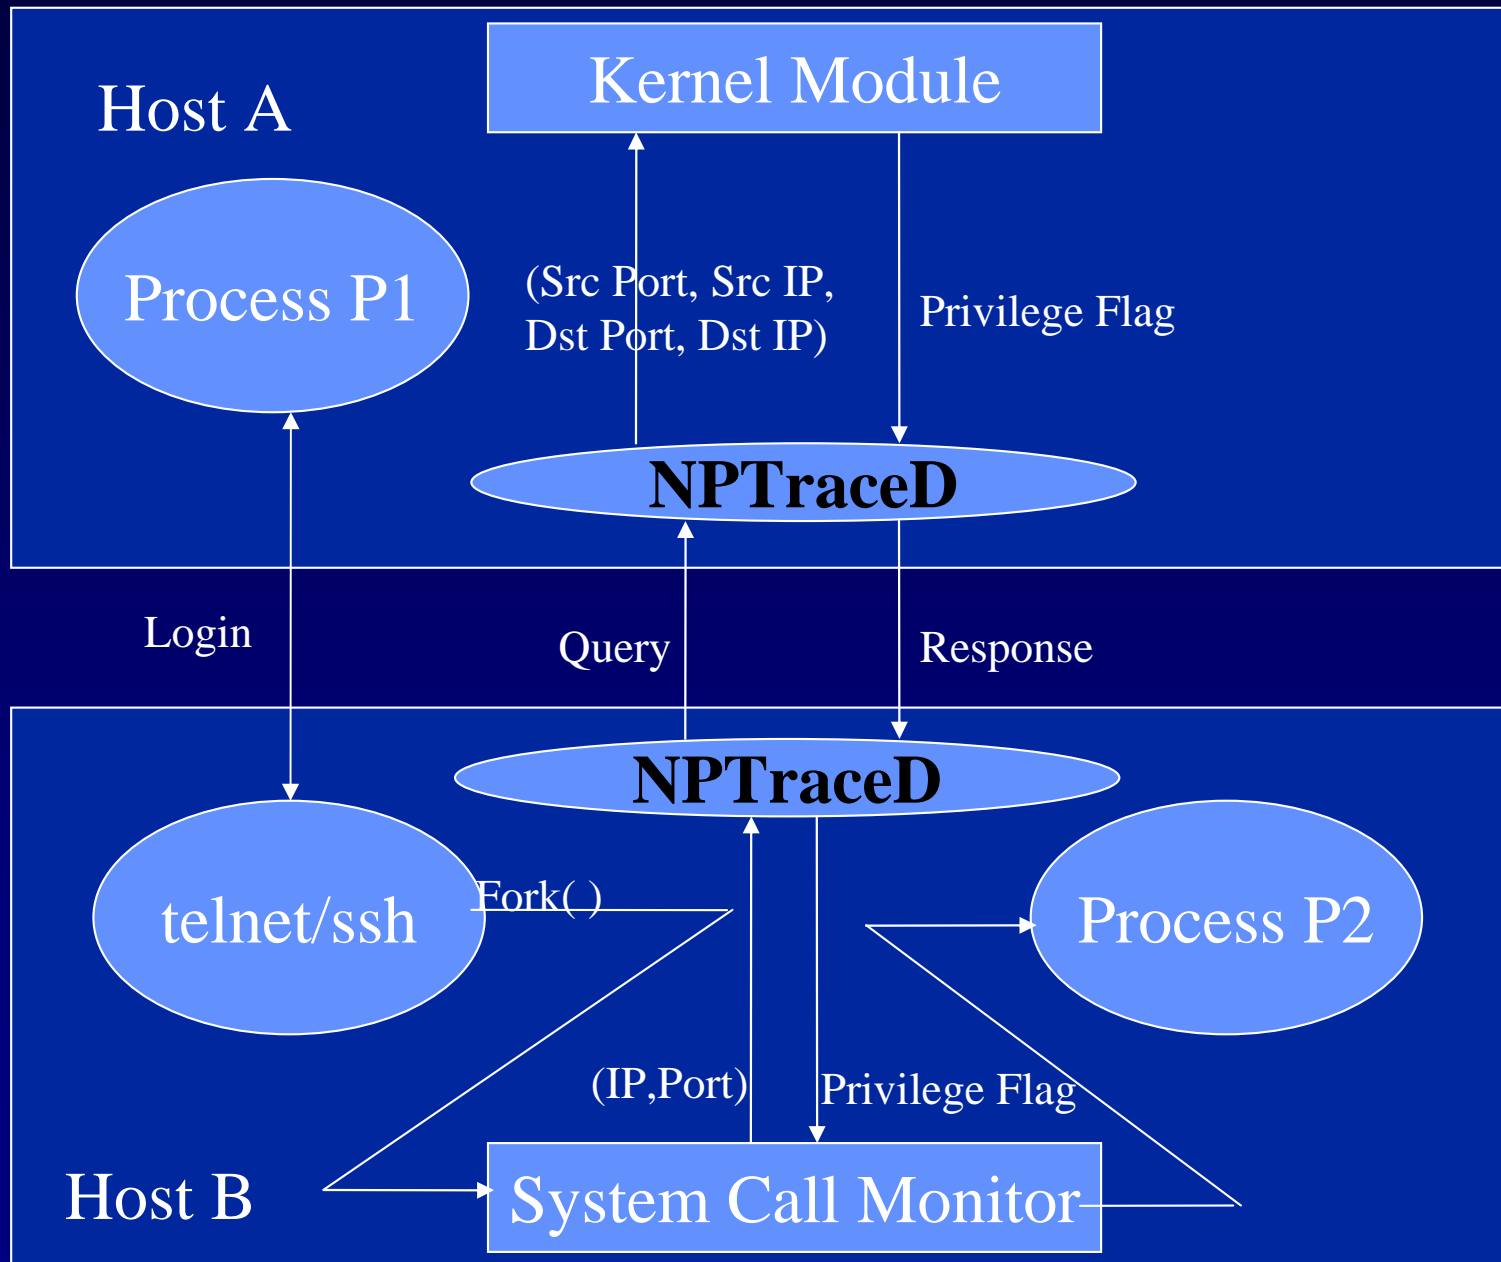 Kernel Module
Host A
Process P1
(Src Port, Src IP,
Dst Port, Dst IP)
Privilege Flag
NPTraceD
Login
Query
Response
NPTraceD
telnet/ssh
Fork( )
Process P2
(IP,Port)
Privilege Flag
Host B
System Call Monitor